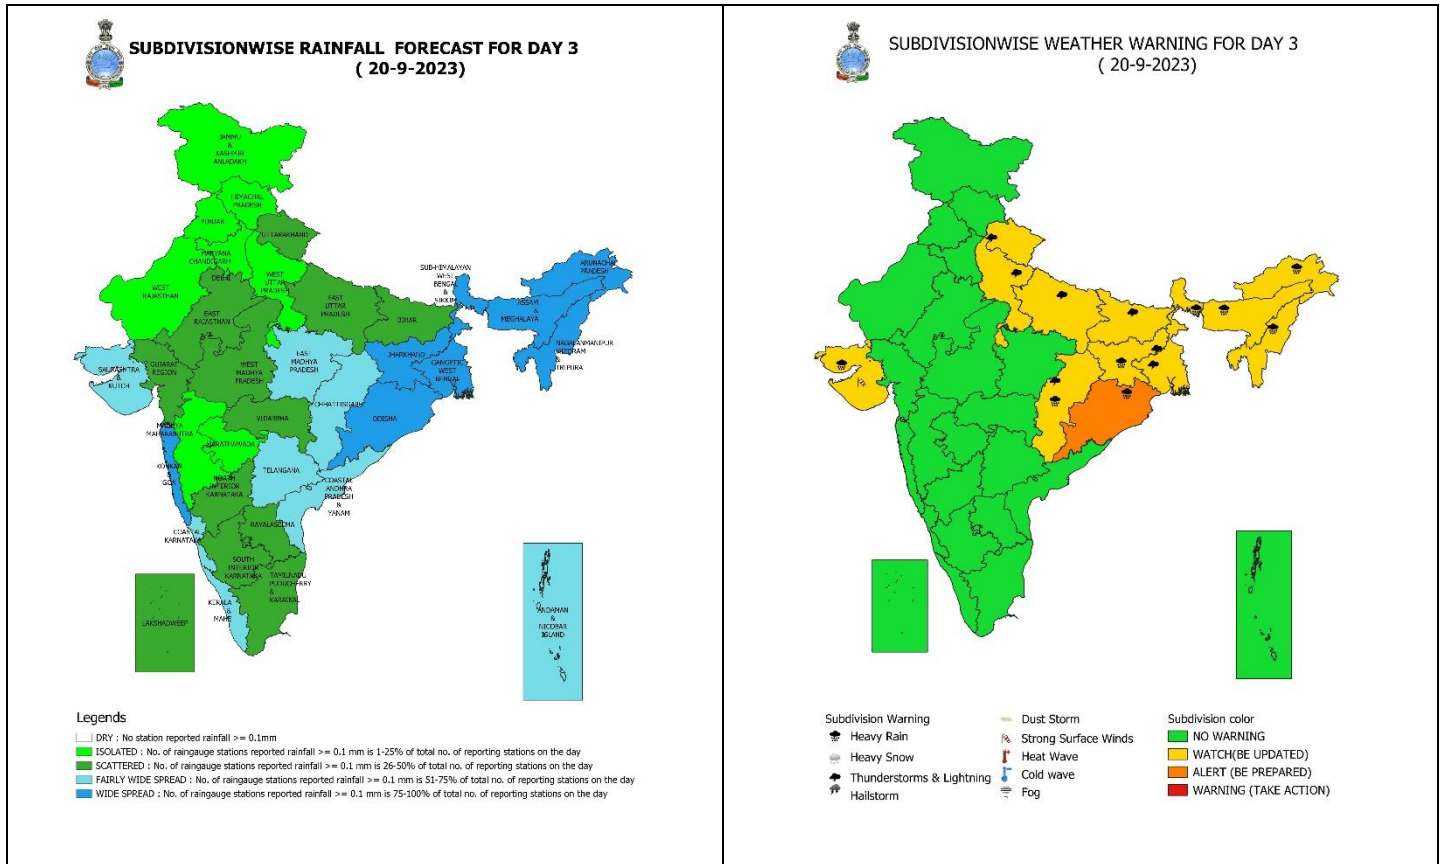 SUBDIVISIONWISE RAINFALL FORECAST FOR DAY 3
( 20-9-2023)
JAMMU
&
KASHMIR
ANLADAKH
HIMACHAL
PRADESH
PUNJAB
UTTARAKHAND
HARYANA
CHANDIGARH
DELHI
WEST
UTTAR
PRADESH
WEST
RAJASTHAN
EAST
RAJASTHAN
EAST
UTTAR
PRADESH
BIHAR
SUB-HIMALAYAN
WEST
BENGAL
&
SIKKIM
ARUNACHAL
PRADESH
ASSAM
&
MEGHALAYA
NAGALANMANIPUR
MIZORAM
&
TRIPURA
SAURASHTRA
&
KUTCH
GUJARAT
REGION
WEST
MADHYA
PRADESH
EAST
MADHYA
PRADESH
JHARKHAND
GANGETIC
WEST
BENGAL
CHHATTISGARH
ODISHA
VIDARBHA
MADHYA
MAHARASHTRA
MARATHAWADA
KONKAN
&
GOA
TELANGANA
NORTH
INTERIOR
KARNATAKA
COASTAL
ANDHRA
PRADESH
&
YANAM
RAYALASEEMA
COASTAL
KARNATAKA
SOUTH
INTERIOR
KARNATAKA
TAMILNADU
PUDUCHERRY
&
KARAIKAL
KERALA
&
MAHE
LAKSHADWEEP
ANDAMAN
&
NICOBAR
ISLAND
Legends
DRY : No station reported rainfall >= 0.1mm
ISOLATED : No. of raingauge stations reported rainfall >= 0.1 mm is 1-25% of total no. of reporting stations on the day
SCATTERED : No. of raingauge stations reported rainfall >= 0.1 mm is 26-50% of total no. of reporting stations on the day
FAIRLY WIDE SPREAD : No. of raingauge stations reported rainfall >= 0.1 mm is 51-75% of total no. of reporting stations on the day
WIDE SPREAD : No. of raingauge stations reported rainfall >= 0.1 mm is 75-100% of total no. of reporting stations on the day
SUBDIVISIONWISE WEATHER WARNING FOR DAY 3
( 20-9-2023)
Subdivision Warning
Heavy Rain
Heavy Snow
Thunderstorms & Lightning
Hailstorm
Dust Storm
Strong Surface Winds
Heat Wave
Cold wave
Fog
Subdivision color
NO WARNING
WATCH(BE UPDATED)
ALERT (BE PREPARED)
WARNING (TAKE ACTION)